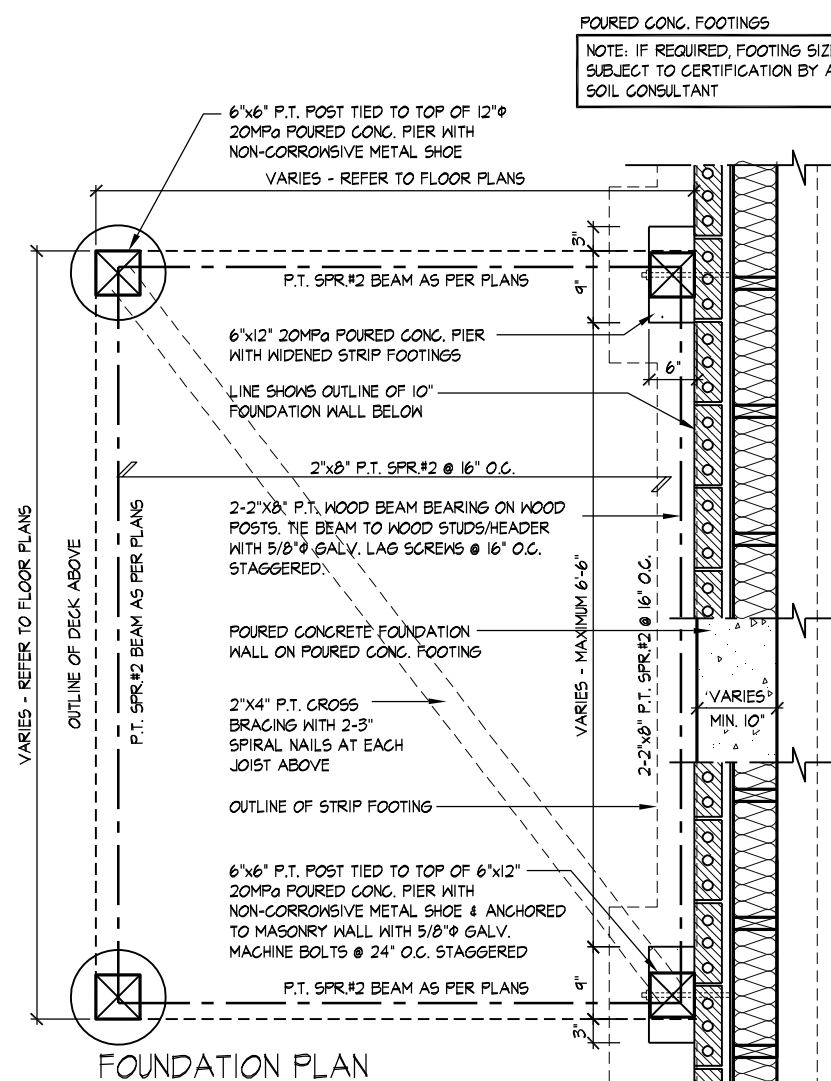 POURED CONC. FOOTINGS
NOTE: IF REQUIRED, FOOTING
SUBJECT TO CERTIFICATION BY
SOIL CONSULTANT
6"x6" P.T. POST TIED TO TOP OF 12"Φ
20MPa POURED CONC. PIER WITH
NON-CORROWSIVE METAL SHOE
VARIES - REFER TO FLOOR PLANS
3"
P.T. SPR.#2 BEAM AS PER PLANS
9"
6"x12" 20MPa POURED CONC. PIER
WITH WIDENED STRIP FOOTINGS
6"
LINE SHOWS OUTLINE OF 10"
FOUNDATION WALL BELOW
2"x8" P.T. SPR.#2 @ 16" O.C.
2-2"X8" P.T. WOOD BEAM BEARING ON WOOD
POSTS. TIE BEAM TO WOOD STUDS/HEADER
WITH 5/8"Φ GALV. LAG SCREWS @ 16" O.C.
STAGGERED.
VARIES - REFER TO FLOOR PLANS
OUTLINE OF DECK ABOVE
P.T. SPR.#2 BEAM AS PER PLANS
VARIES - MAXIMUM 6'-6"
2-2"x8" P.T. SPR.#2 @ 16" O.C.
POURED CONCRETE FOUNDATION
WALL ON POURED CONC. FOOTING
VARIES
MIN. 10"
2"X4" P.T. CROSS
BRACING WITH 2-3"
SPIRAL NAILS AT EACH
JOIST ABOVE
OUTLINE OF STRIP FOOTING
6"x6" P.T. POST TIED TO TOP OF 6"x12"
20MPa POURED CONC. PIER WITH
NON-CORROWSIVE METAL SHOE & ANCHORED
TO MASONRY WALL WITH 5/8"Φ GALV.
MACHINE BOLTS @ 24" O.C. STAGGERED
P.T. SPR.#2 BEAM AS PER PLANS
9"
3"
FOUNDATION PLAN